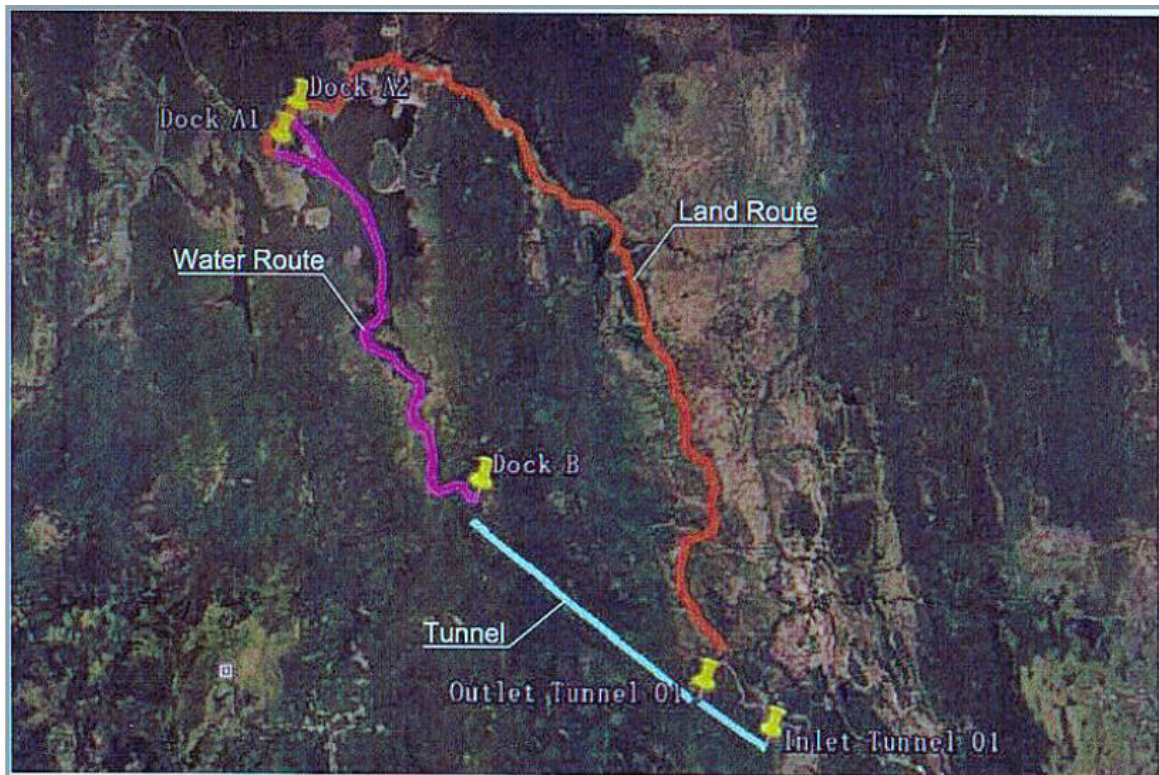 Dock A2
Dock A1
Land Route
Water Route
Dock B
Tunnel
Outlet Tunnel 01
Inlet Tunnel 01